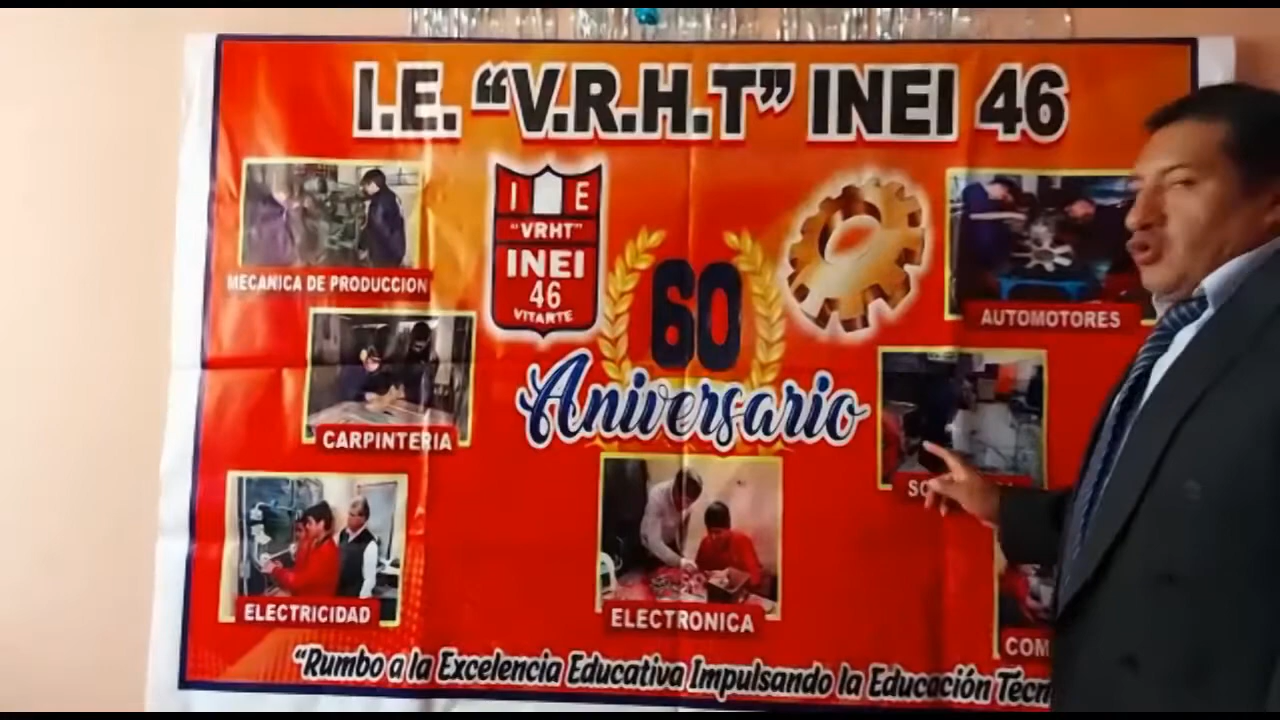 I.E. “V.R.H.T” INEI 46
I E
“VRHT”
INEI
46
VITARTE
60
Aniversario
MECANICA DE PRODUCCION
AUTOMOTORES
CARPINTERIA
ELECTRICIDAD
ELECTRONICA
“Rumbo a la Excelencia Educativa Impulsando la Educación